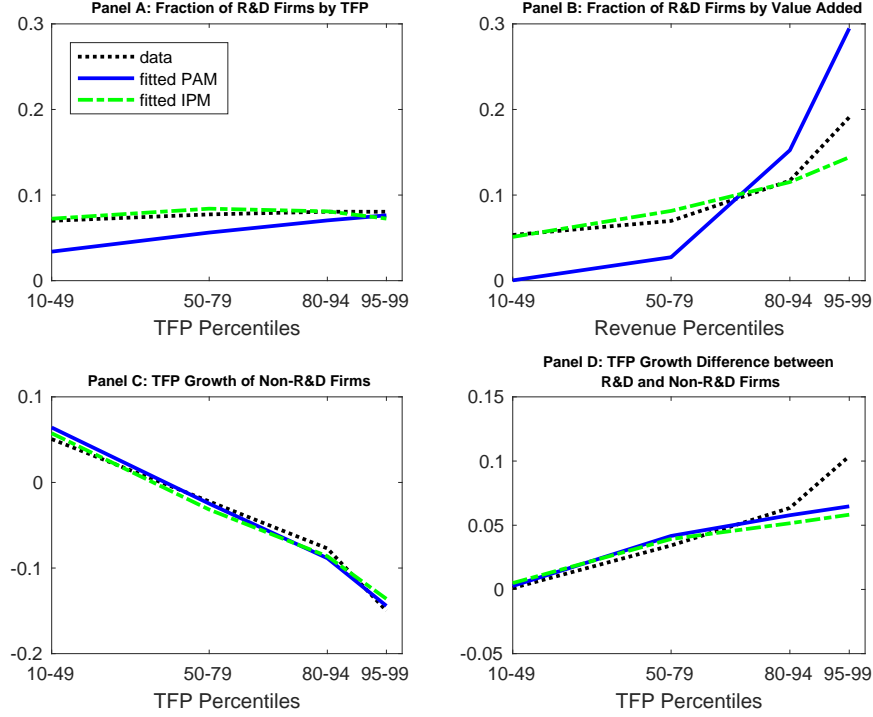 Panel A: Fraction of R&D Firms by TFP
0.3
0.2
0.1
0
data
fitted PAM
fitted IPM
10-49
50-79
80-94
95-99
TFP Percentiles
Panel B: Fraction of R&D Firms by Value Added
0.3
0.2
0.1
0
10-49
50-79
80-94
95-99
Revenue Percentiles
Panel C: TFP Growth of Non-R&D Firms
0.1
0
-0.1
-0.2
10-49
50-79
80-94
95-99
TFP Percentiles
Panel D: TFP Growth Difference between
R&D and Non-R&D Firms
0.15
0.1
0.05
0
-0.05
10-49
50-79
80-94
95-99
TFP Percentiles